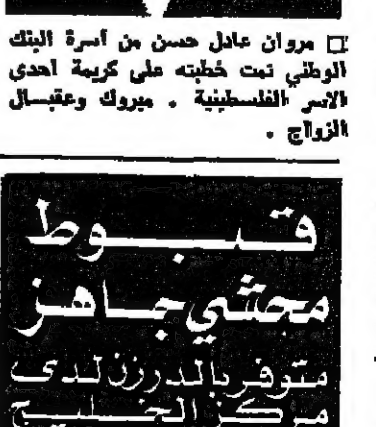 مروان عادل حسن من أسرة البنك
الوطني تمت خطبته على كريمة احدى
الاسر الفلسطينية . مبروك وعقبال
الزواج .
قبوط
محشي جاهز
متوفر بالدرزن لدى
مركز الخليج